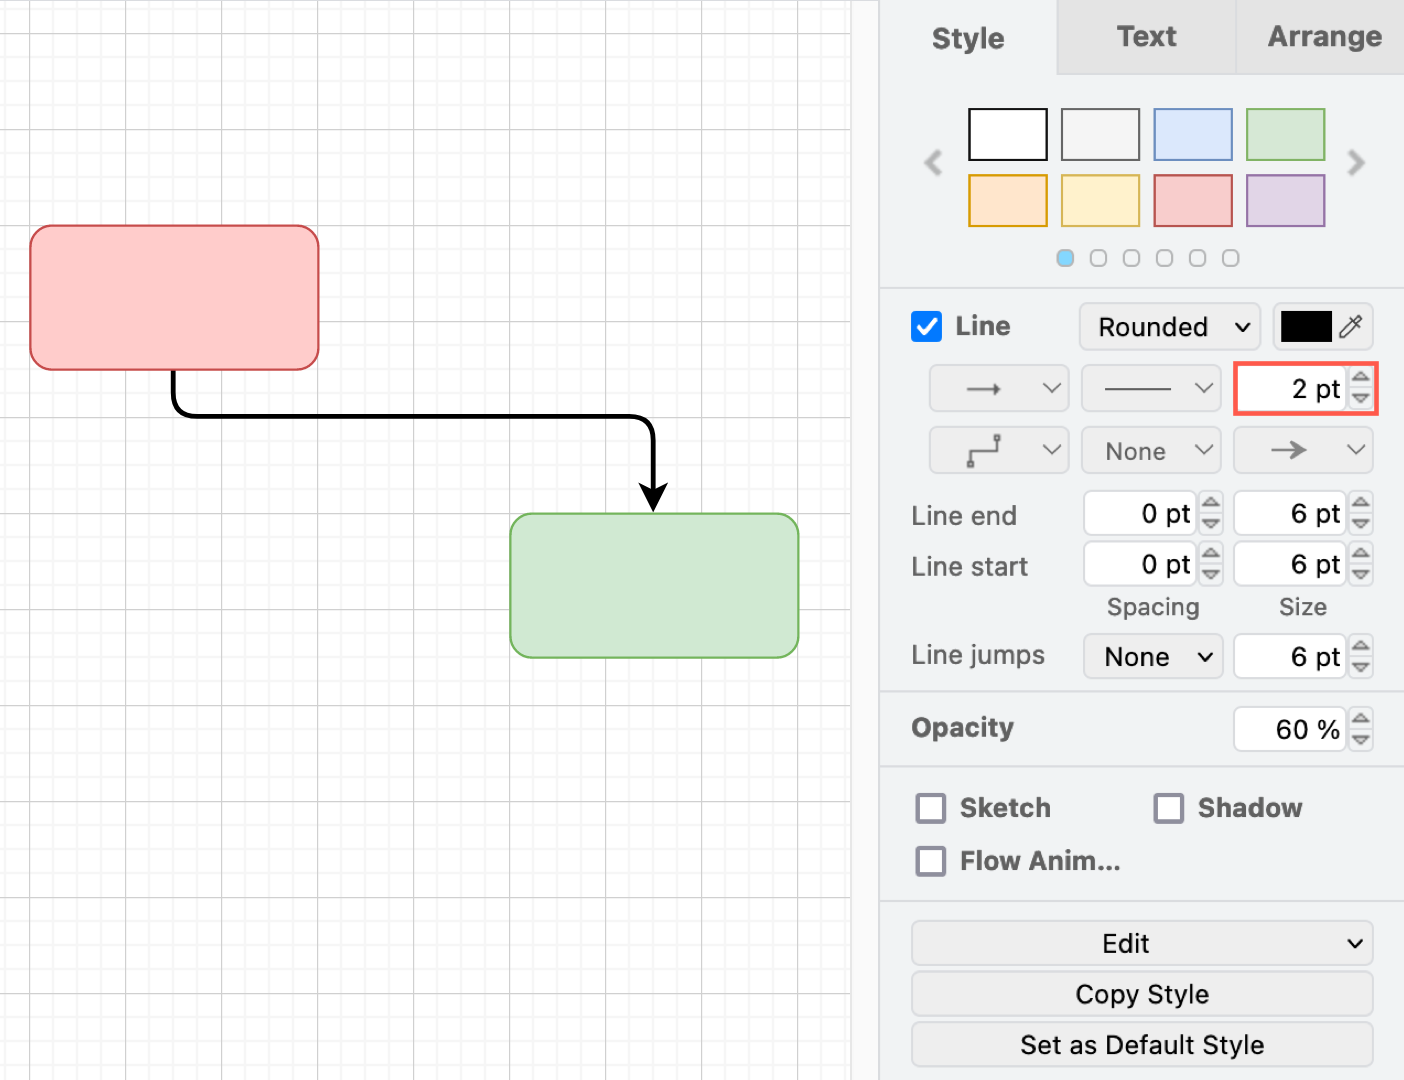 Style Text Arrange
Line Rounded
2 pt
None
Line end 0 pt 6 pt
Line start 0 pt 6 pt
Spacing Size
Line jumps None 6 pt
Opacity 60 %
Sketch Shadow
Flow Anim...
Edit
Copy Style
Set as Default Style